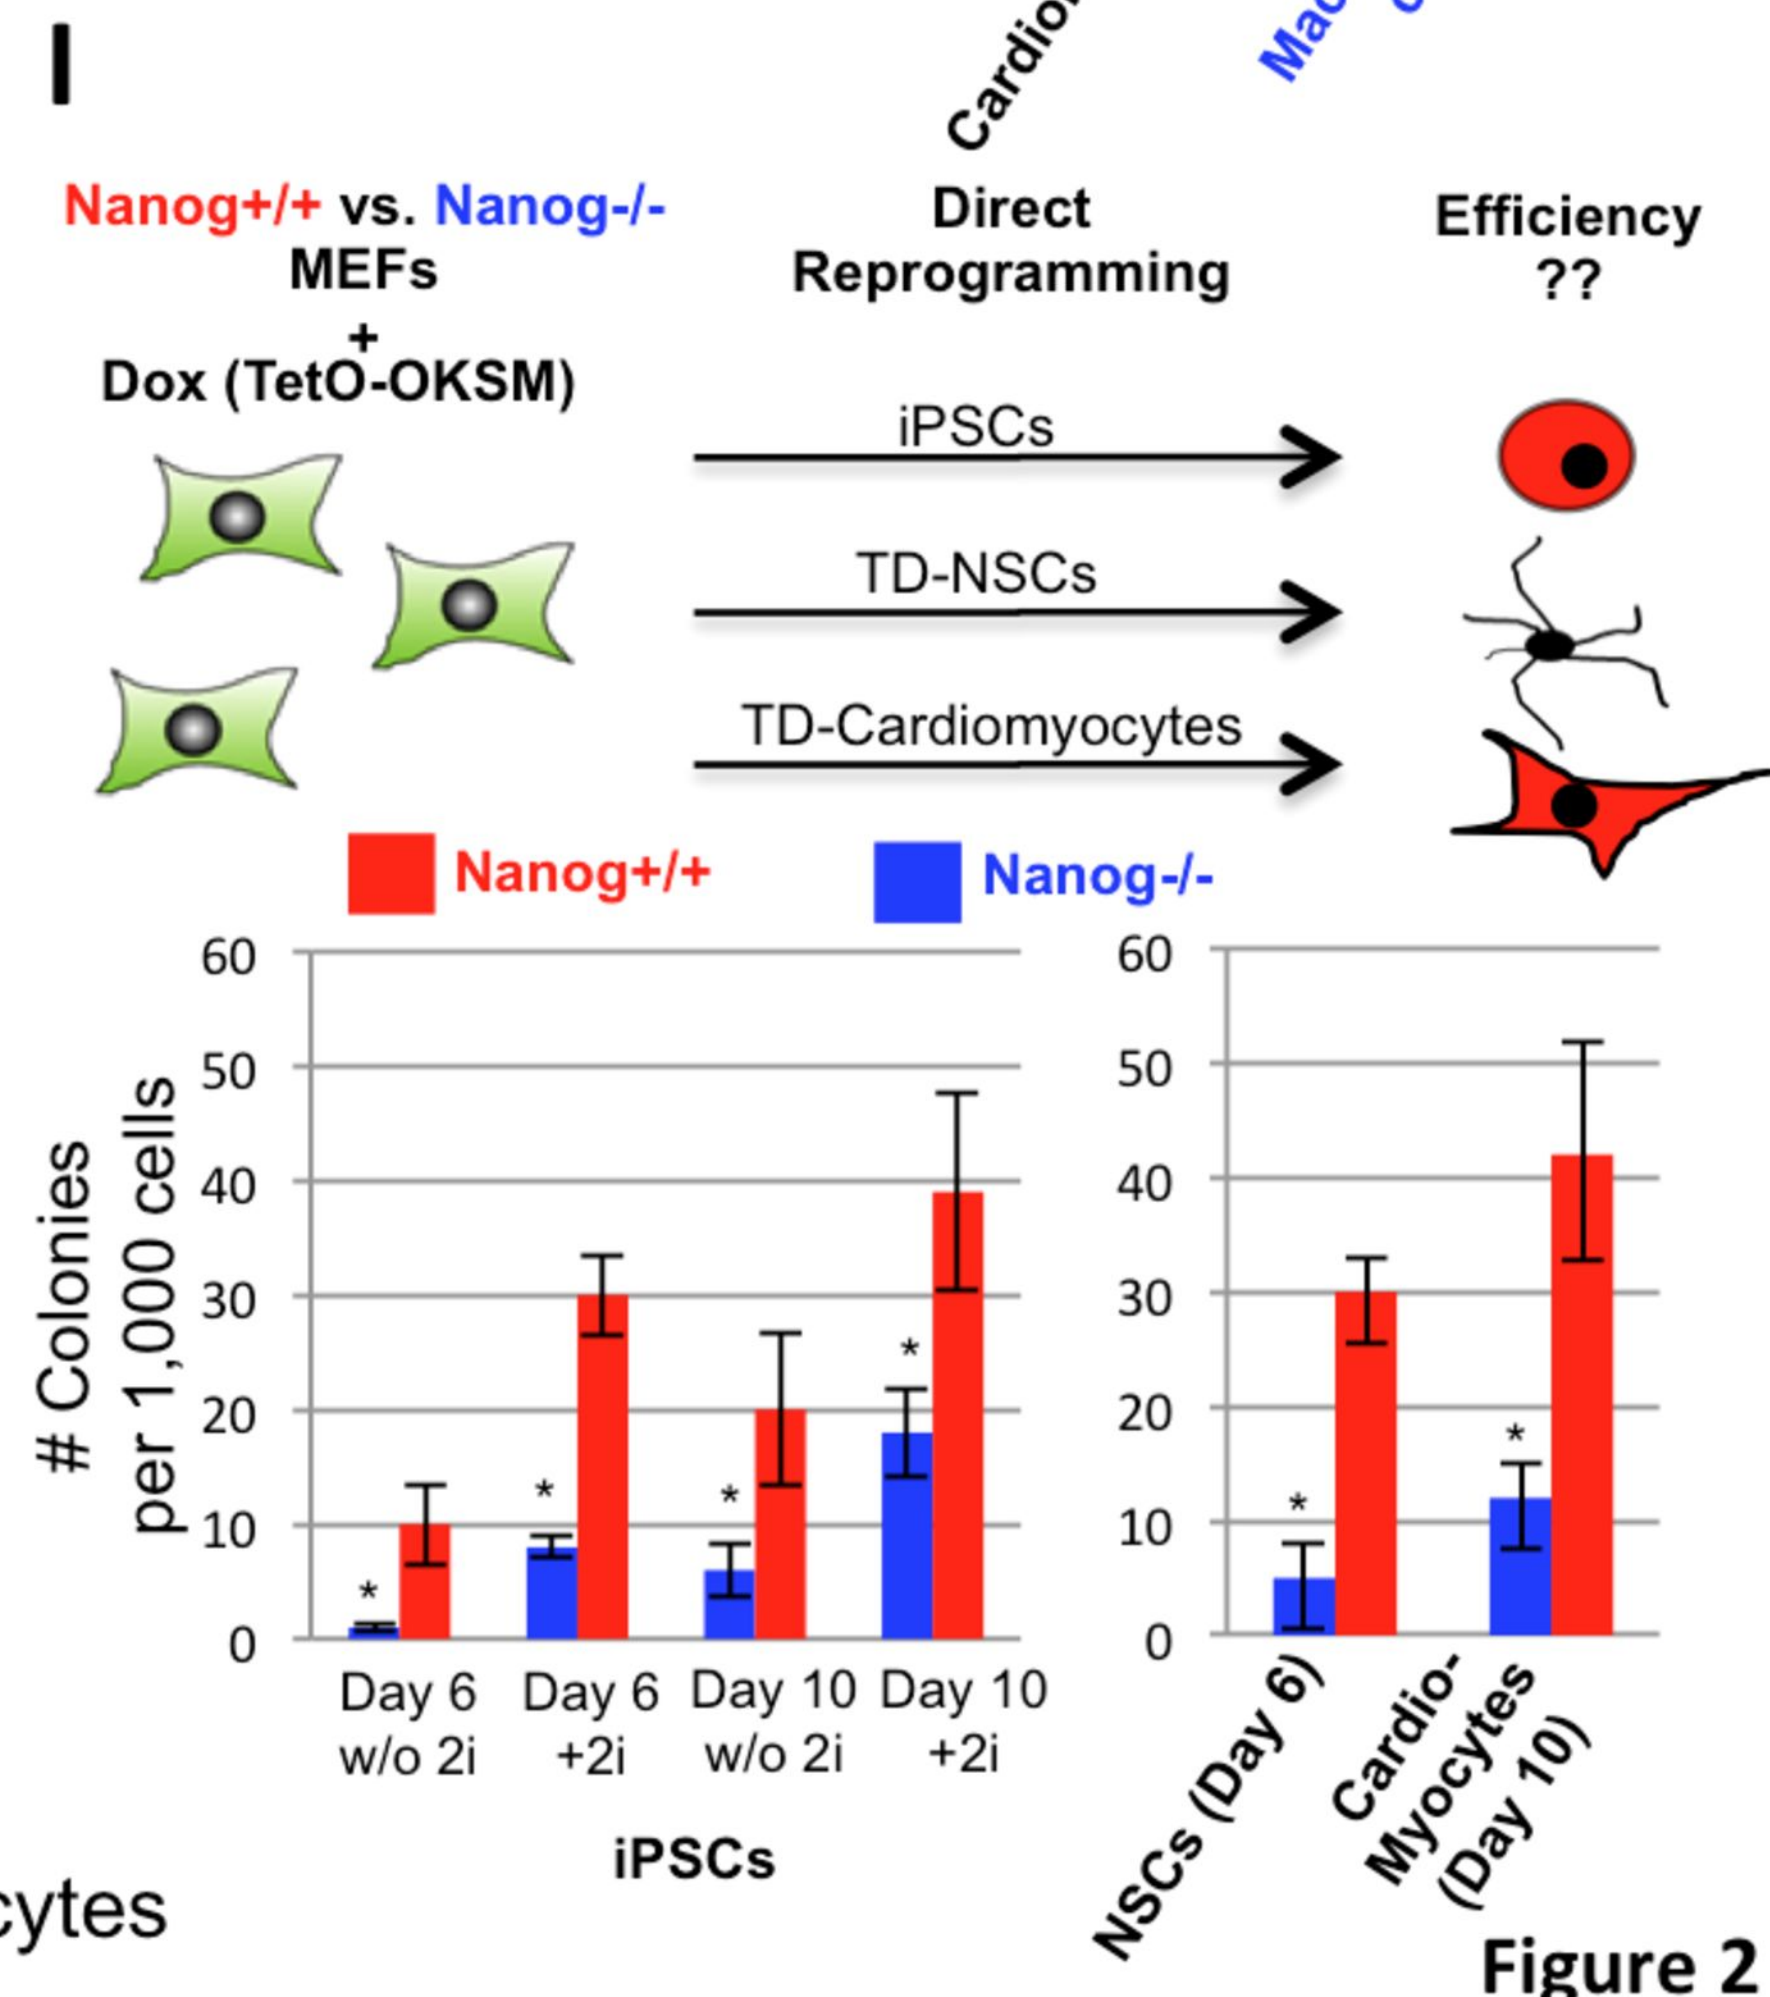 I
Nanog+/+ vs. Nanog-/-
MEFs
+
Dox (TetO-OKSM)
Direct
Reprogramming
Efficiency
??
iPSCs
TD-NSCs
TD-Cardiomyocytes
Nanog+/+
Nanog-/-
# Colonies
per 1,000 cells
60
50
40
30
20
10
0
*
*
*
*
Day 6
w/o 2i
Day 6
+2i
Day 10
w/o 2i
Day 10
+2i
iPSCs
60
50
40
30
20
10
0
*
*
NSCs (Day 6)
Cardio-
Myocytes
(Day 10)
cytes
Figure 2